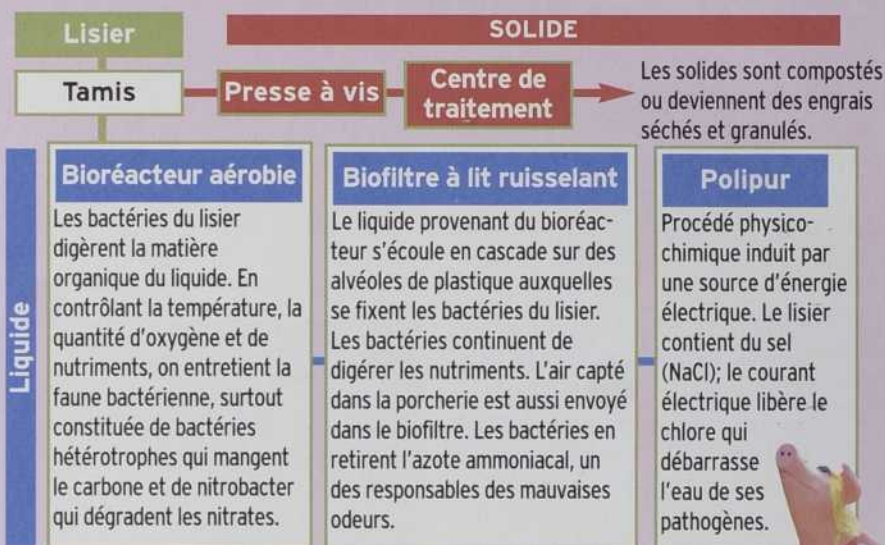 Lisier
SOLIDE
Tamis
Presse à vis
Centre de
traitement
Les solides sont compostés
ou deviennent des engrais
séchés et granulés.
Liquide
Bioréacteur aérobie
Les bactéries du lisier
digèrent la matière
organique du liquide. En
contrôlant la température, la
quantité d'oxygène et de
nutriments, on entretient la
faune bactérienne, surtout
constituée de bactéries
hétérotrophes qui mangent
le carbone et de nitrobacter
qui dégradent les nitrates.
Biofiltre à lit ruisselant
Le liquide provenant du bioréac-
teur s'écoule en cascade sur des
alvéoles de plastique auxquelles
se fixent les bactéries du lisier.
Les bactéries continuent de
digérer les nutriments. L'air capté
dans la porcherie est aussi envoyé
dans le biofiltre. Les bactéries en
retirent l'azote ammoniacal, un
des responsables des mauvaises
odeurs.
Polipur
Procédé physico-
chimique induit par
une source d'énergie
électrique. Le lisier
contient du sel
(NaCl); le courant
électrique libère le
chlore qui
débarrasse
l'eau de ses
pathogènes.